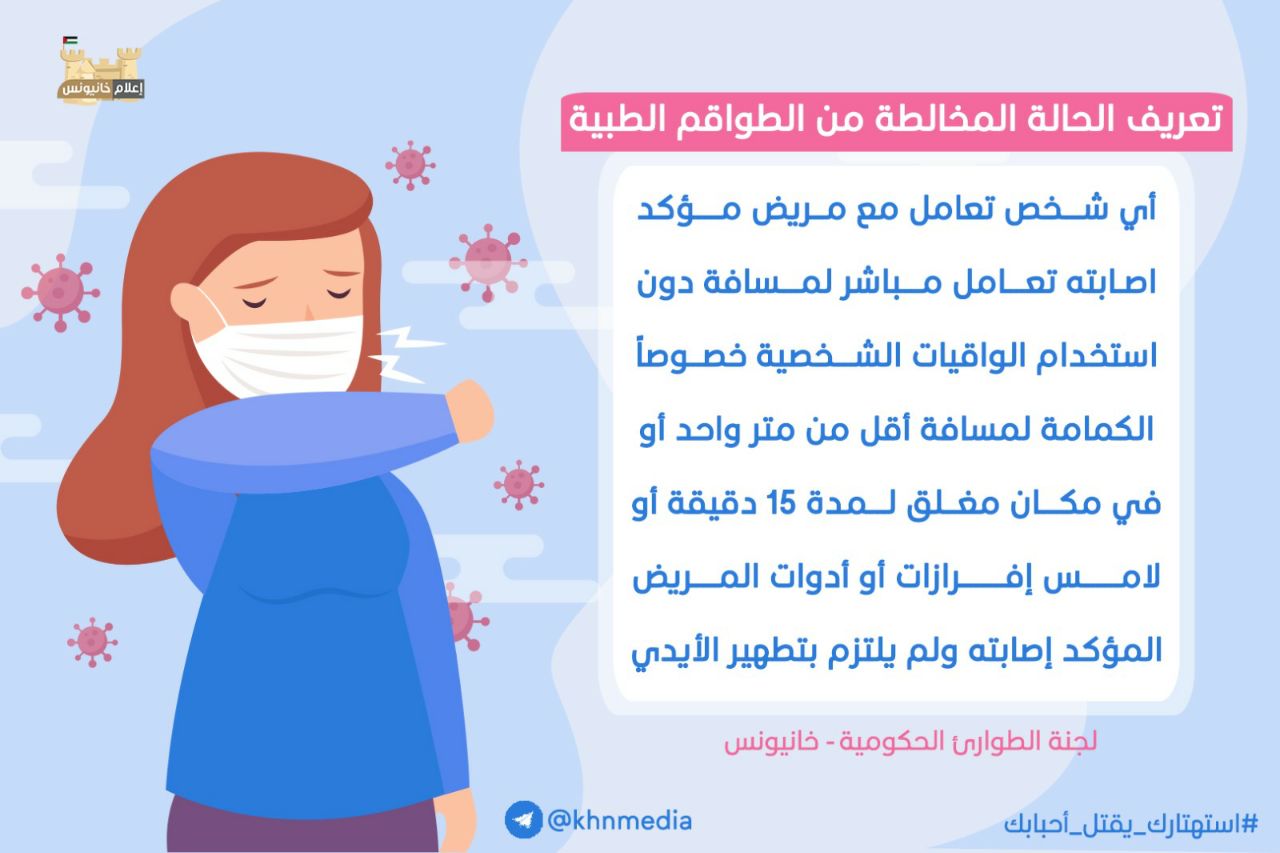 إعلام خانيونس
تعريف الحالة المخالطة من الطواقم الطبية
أي شخص تعامل مع مريض مؤكد
اصابته تعامل مباشر لمسافة دون
استخدام الواقيات الشخصية خصوصاً
الكمامة لمسافة أقل من متر واحد أو
في مكان مغلق لمدة 15 دقيقة أو
لامس إفرازات أو أدوات المريض
المؤكد إصابته ولم يلتزم بتطهير الأيدي
لجنة الطوارئ الحكومية - خانيونس
@khnmedia
#استهتارك_يقتل_أحبابك